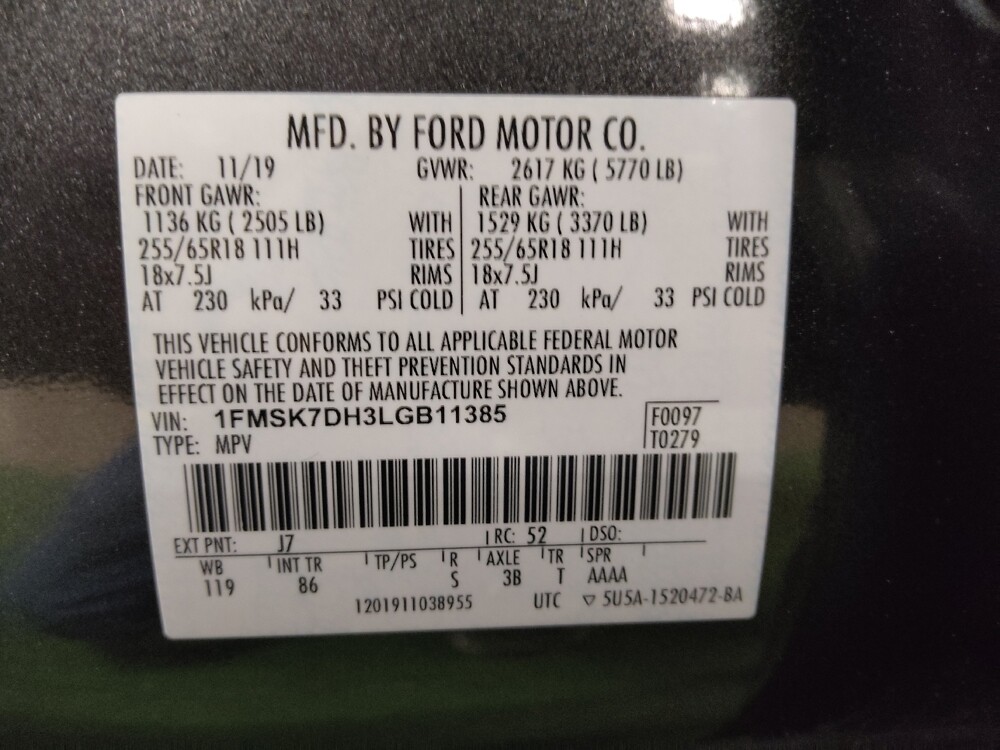 MFD. BY FORD MOTOR CO.
DATE: 11/19 GVWR: 2617 KG ( 5770 LB)
FRONT GAWR: REAR GAWR:
1136 KG ( 2505 LB) WITH 1529 KG ( 3370 LB) WITH
255/65R18 111H TIRES 255/65R18 111H TIRES
18x7.5J RIMS 18x7.5J RIMS
AT 230 kPa/ 33 PSI COLD AT 230 kPa/ 33 PSI COLD
THIS VEHICLE CONFORMS TO ALL APPLICABLE FEDERAL MOTOR
VEHICLE SAFETY AND THEFT PREVENTION STANDARDS IN
EFFECT ON THE DATE OF MANUFACTURE SHOWN ABOVE.
VIN: 1FMSK7DH3LGB11385 F0097
TYPE: MPV T0279
EXT PNT: J7 RC: 52 DSO:
WB INT TR TP/PS R AXLE TR SPR
119 86 S 3B T AAAA
1201911038955 UTC ▽ 5U5A-1520472-BA